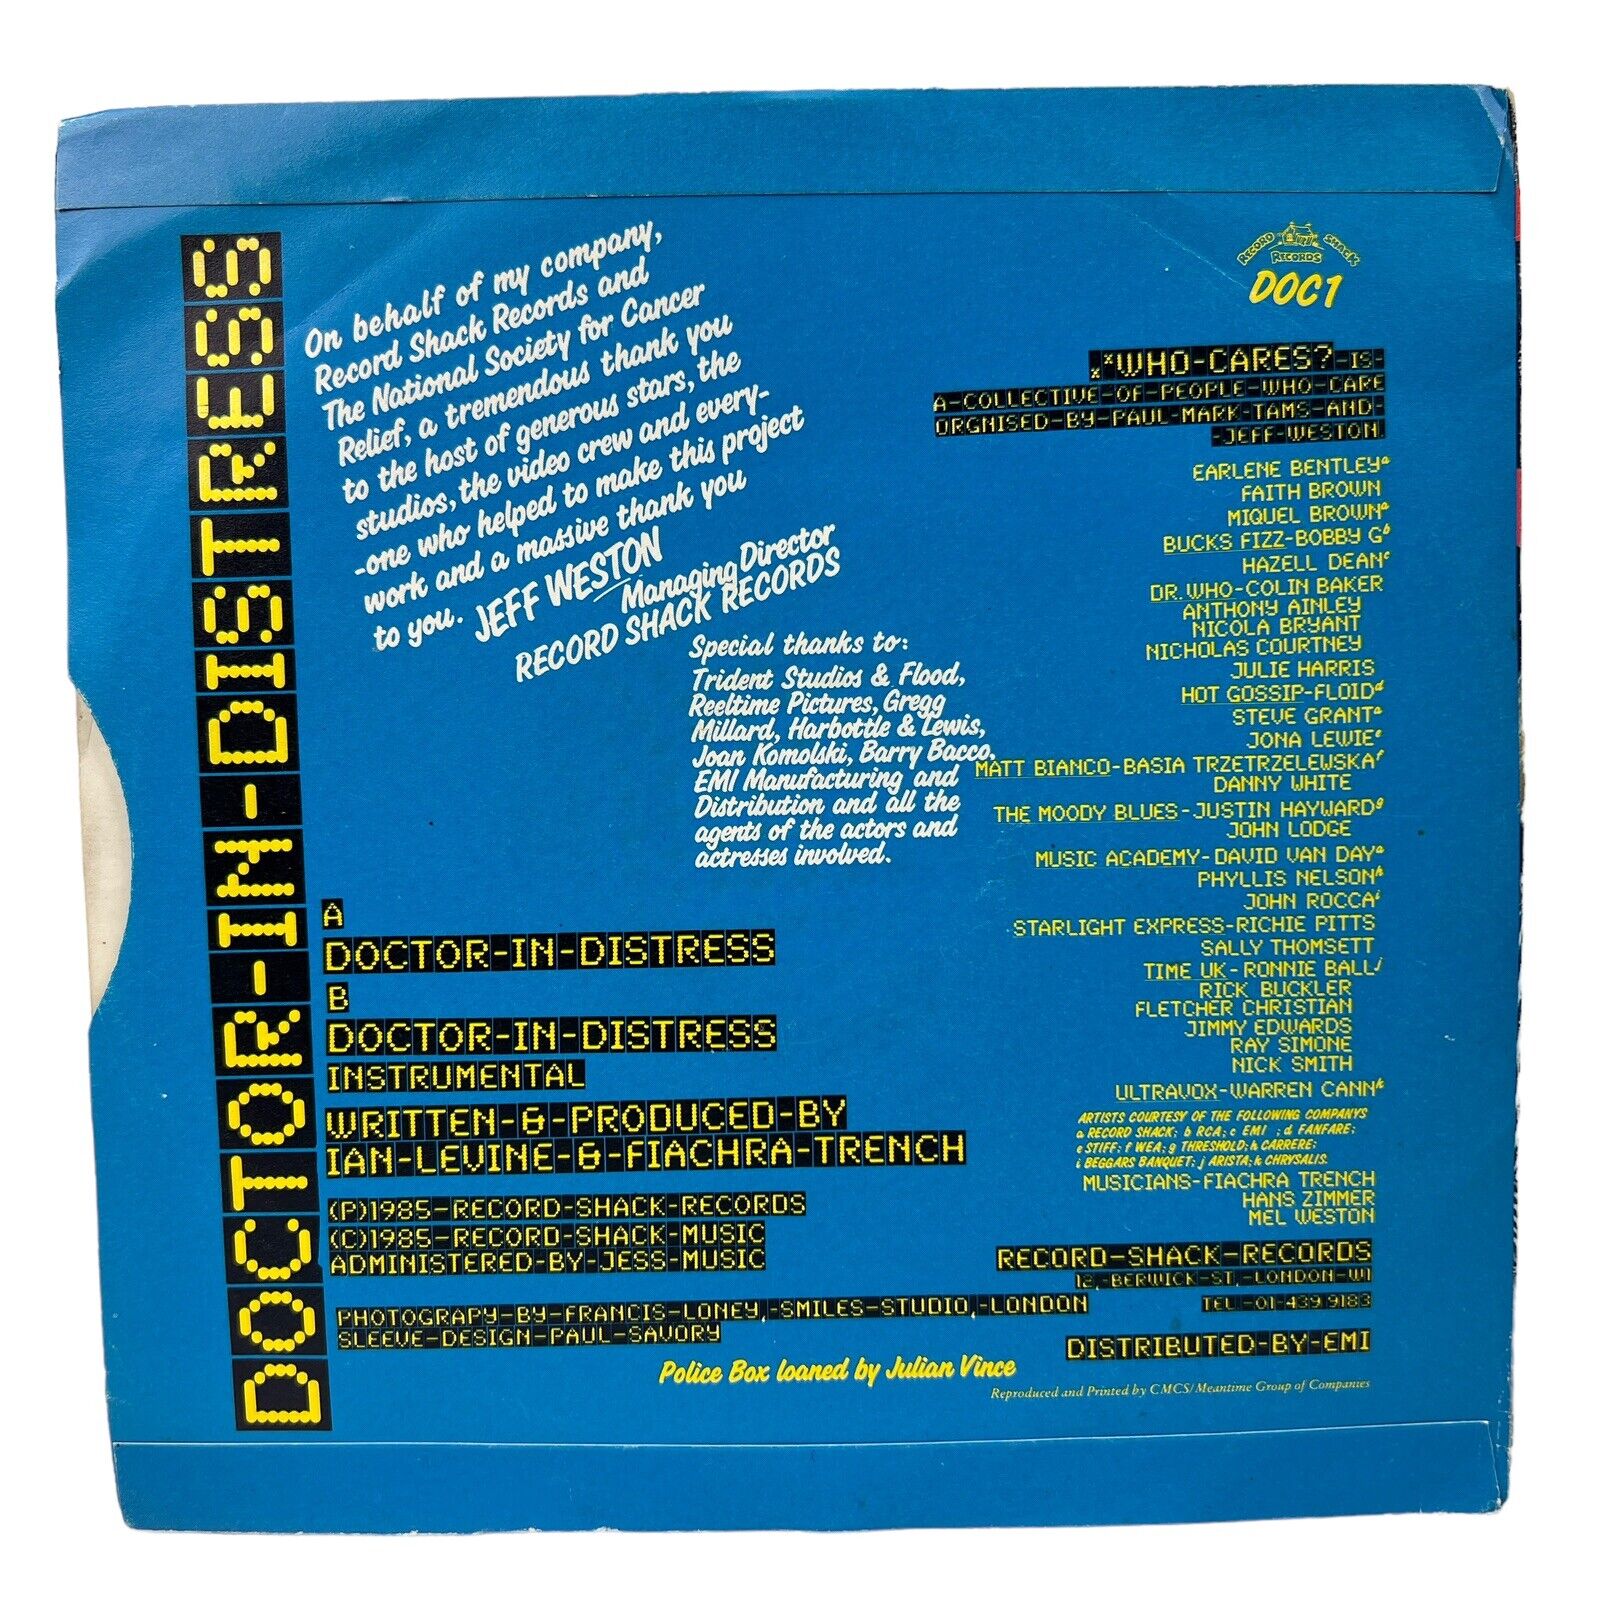 DOCTOR-IN-DISTRESS
On behalf of my company,
Record Shack Records and
The National Society for Cancer
Relief, a tremendous thank you
to the host of generous stars, the
studios, the video crew and every-
-one who helped to make this project
work and a massive thank you
to you. JEFF WESTON
Managing Director
RECORD SHACK RECORDS
Special thanks to:
Trident Studios & Flood,
Reeltime Pictures, Gregg
Millard, Harbottle & Lewis,
Joan Komolski, Barry Bacco,
EMI Manufacturing and
Distribution and all the
agents of the actors and
actresses involved.
A
DOCTOR-IN-DISTRESS
B
DOCTOR-IN-DISTRESS
INSTRUMENTAL
WRITTEN-&-PRODUCED-BY
IAN-LEVINE-&-FIACHRA-TRENCH
(P)1985-RECORD-SHACK-RECORDS
(C)1985-RECORD-SHACK-MUSIC
ADMINISTERED-BY-JESS-MUSIC
PHOTOGRAPY-BY-FRANCIS-LONEY,-SMILES-STUDIO,-LONDON
SLEEVE-DESIGN-PAUL-SAVORY
Police Box loaned by Julian Vince
RECORD SHACK
RECORDS
DOC 1
xxx WHO-CARES?-IS-
A-COLLECTIVE-OF-PEOPLE-WHO-CARE
ORGNISED-BY-PAUL-MARK-TAMS-AND-
-JEFF-WESTON.
EARLENE BENTLEY a
FAITH BROWN
MIQUEL BROWN a
BUCKS FIZZ-BOBBY G b
HAZELL DEAN c
DR. WHO-COLIN BAKER
ANTHONY AINLEY
NICOLA BRYANT
NICHOLAS COURTNEY
JULIE HARRIS
HOT GOSSIP-FLOID d
STEVE GRANT a
JONA LEWIE e
MATT BIANCO-BASIA TRZETRZELEWSKA f
DANNY WHITE
THE MOODY BLUES-JUSTIN HAYWARD g
JOHN LODGE
MUSIC ACADEMY-DAVID VAN DAY a
PHYLLIS NELSON h
JOHN ROCCA i
STARLIGHT EXPRESS-RICHIE PITTS
SALLY THOMSETT
TIME UK-RONNIE BALL j
RICK BUCKLER
FLETCHER CHRISTIAN
JIMMY EDWARDS
RAY SIMONE
NICK SMITH
ULTRAVOX-WARREN CANN k
ARTISTS COURTESY OF THE FOLLOWING COMPANYS
a RECORD SHACK; b RCA; c EMI ; d FANFARE;
e STIFF; f WEA; g THRESHOLD; h CARRERE;
i BEGGARS BANQUET; j ARISTA; k CHRYSALIS.
MUSICIANS-FIACHRA TRENCH
HANS ZIMMER
MEL WESTON
RECORD-SHACK-RECORDS
12,-BERWICK-ST,-LONDON-W1
TEL-01-439 9183
DISTRIBUTED-BY-EMI
Reproduced and Printed by CMCS/Meantime Group of Companies